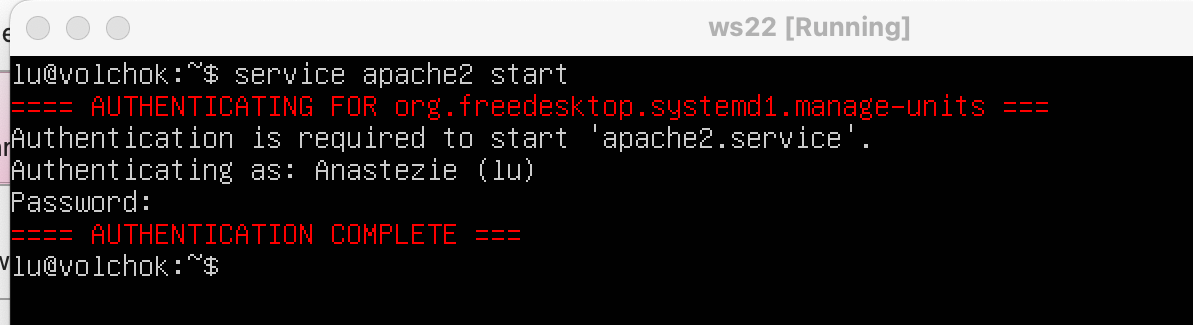 ws22 [Running]
lu@volchok:~$ service apache2 start
==== AUTHENTICATING FOR org.freedesktop.systemd1.manage-units ===
Authentication is required to start 'apache2.service'.
Authenticating as: Anastezie (lu)
Password:
==== AUTHENTICATION COMPLETE ===
lu@volchok:~$